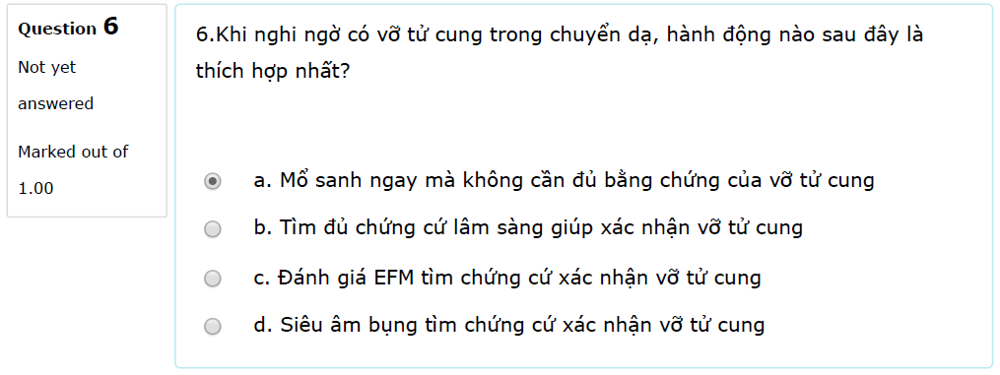 Question 6
Not yet
answered
Marked out of
1.00
6.Khi nghi ngờ có vỡ tử cung trong chuyển dạ, hành động nào sau đây là
thích hợp nhất?
a. Mổ sanh ngay mà không cần đủ bằng chứng của vỡ tử cung
b. Tìm đủ chứng cứ lâm sàng giúp xác nhận vỡ tử cung
c. Đánh giá EFM tìm chứng cứ xác nhận vỡ tử cung
d. Siêu âm bụng tìm chứng cứ xác nhận vỡ tử cung